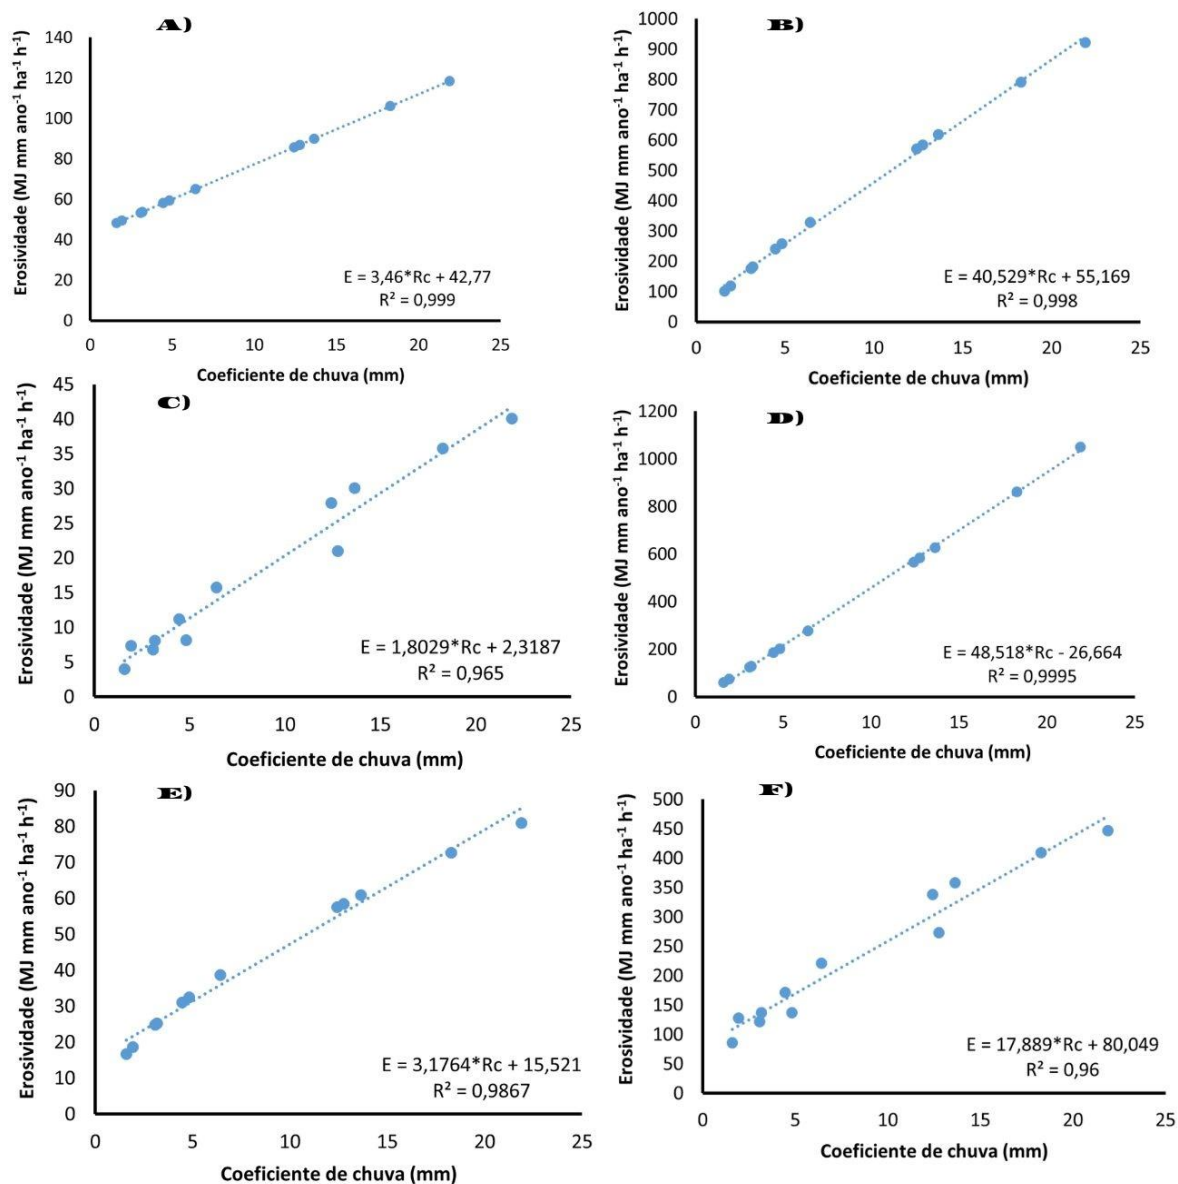 A)
Erosividade (MJ mm ano⁻¹ ha⁻¹ h⁻¹)
140
120
100
80
60
40
20
0
E = 3,46*Rc + 42,77
R² = 0,999
0 5 10 15 20 25
Coeficiente de chuva (mm)
B)
Erosividade (MJ mm ano⁻¹ ha⁻¹ h⁻¹)
1000
900
800
700
600
500
400
300
200
100
0
E = 40,529*Rc + 55,169
R² = 0,998
0 5 10 15 20 25
Coeficiente de chuva (mm)
C)
Erosividade (MJ mm ano⁻¹ ha⁻¹ h⁻¹)
45
40
35
30
25
20
15
10
5
0
E = 1,8029*Rc + 2,3187
R² = 0,965
0 5 10 15 20 25
Coeficiente de chuva (mm)
D)
Erosividade (MJ mm ano⁻¹ ha⁻¹ h⁻¹)
1200
1000
800
600
400
200
0
E = 48,518*Rc - 26,664
R² = 0,9995
0 5 10 15 20 25
Coeficiente de chuva (mm)
E)
Erosividade (MJ mm ano⁻¹ ha⁻¹ h⁻¹)
90
80
70
60
50
40
30
20
10
0
E = 3,1764*Rc + 15,521
R² = 0,9867
0 5 10 15 20 25
Coeficiente de chuva (mm)
F)
Erosividade (MJ mm ano⁻¹ ha⁻¹ h⁻¹)
500
450
400
350
300
250
200
150
100
50
0
E = 17,889*Rc + 80,049
R² = 0,96
0 5 10 15 20 25
Coeficiente de chuva (mm)